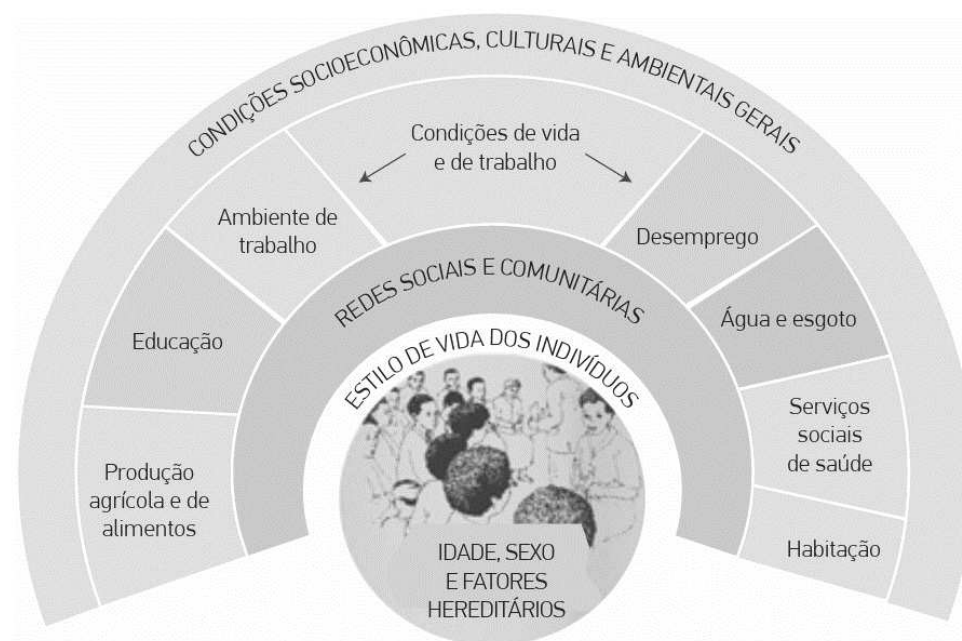 CONDIÇÕES SOCIOECONÔMICAS, CULTURAIS E AMBIENTAIS GERAIS
Condições de vida
e de trabalho
Ambiente de
trabalho
Desemprego
REDES SOCIAIS E COMUNITÁRIAS
Educação
Água e esgoto
ESTILO DE VIDA DOS INDIVÍDUOS
Produção
agrícola e de
alimentos
Serviços
sociais
de saúde
Habitação
IDADE, SEXO
E FATORES
HEREDITÁRIOS